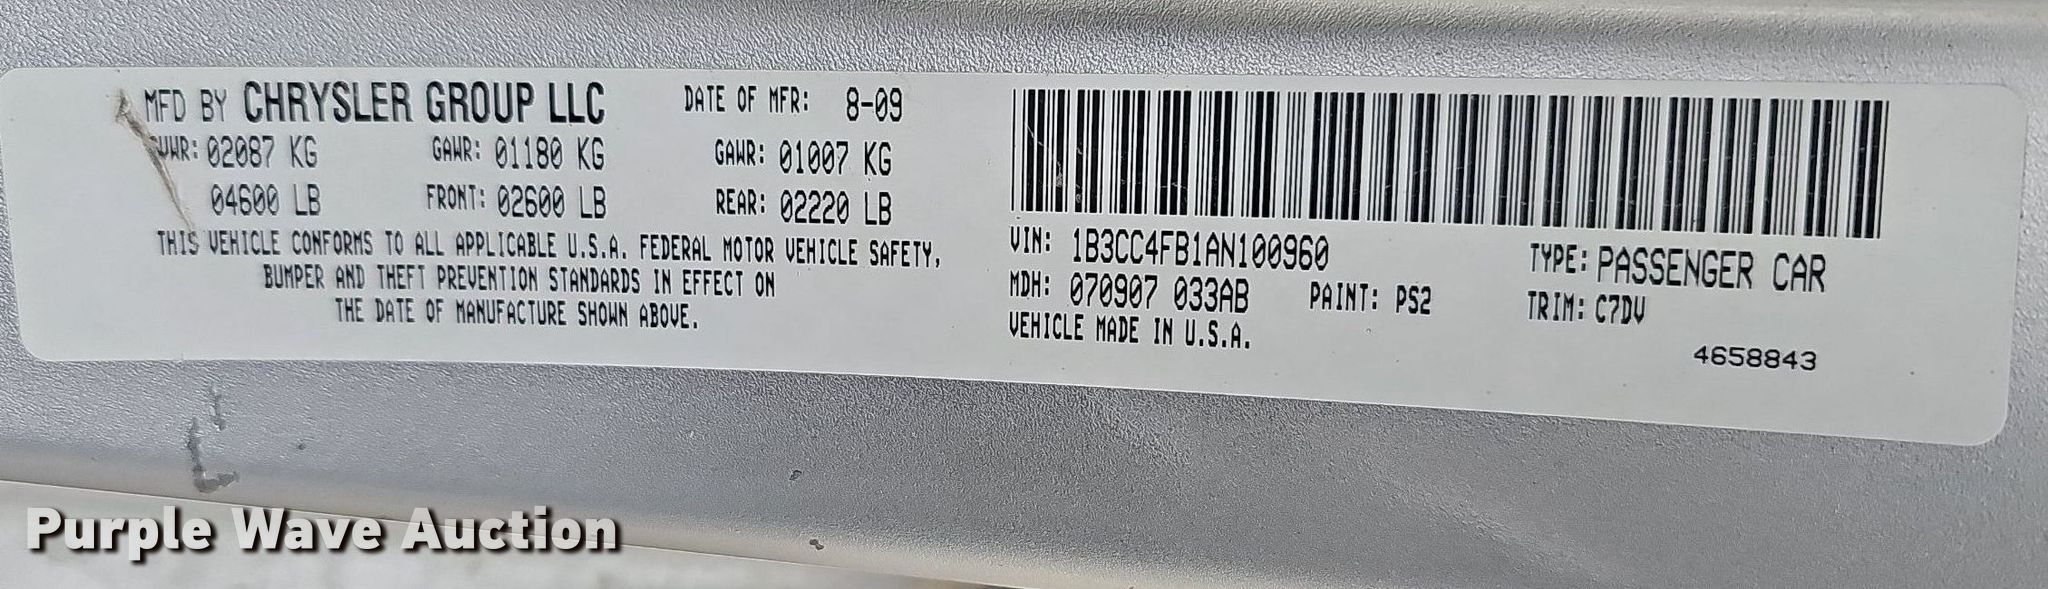 MFD BY CHRYSLER GROUP LLC DATE OF MFR: 8-09
GVWR: 02087 KG GAWR: 01180 KG GAWR: 01007 KG
04600 LB FRONT: 02600 LB REAR: 02220 LB
THIS VEHICLE CONFORMS TO ALL APPLICABLE U.S.A. FEDERAL MOTOR VEHICLE SAFETY,
BUMPER AND THEFT PREVENTION STANDARDS IN EFFECT ON
THE DATE OF MANUFACTURE SHOWN ABOVE.
VIN: 1B3CC4FB1AN100960 TYPE: PASSENGER CAR
MDH: 070907 033AB PAINT: PS2 TRIM: C7DV
VEHICLE MADE IN U.S.A.
4658843
Purple Wave Auction